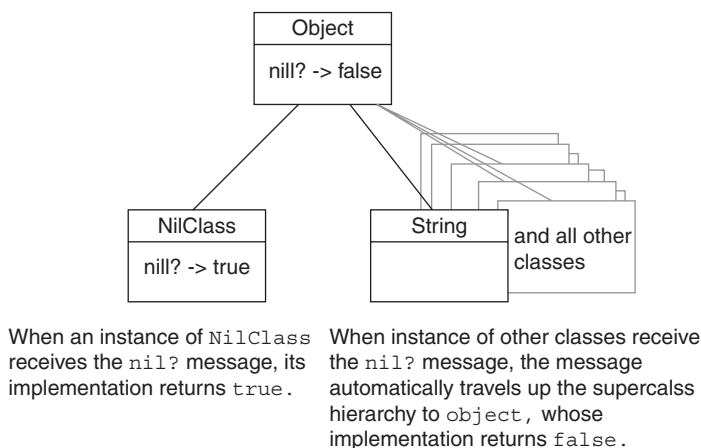 Object
nill? -> false
NilClass
nill? -> true
String
and all other
classes
When an instance of NilClass
receives the nil? message, its
implementation returns true.
When instance of other classes receive
the nil? message, the message
automatically travels up the supercalss
hierarchy to object, whose
implementation returns false.